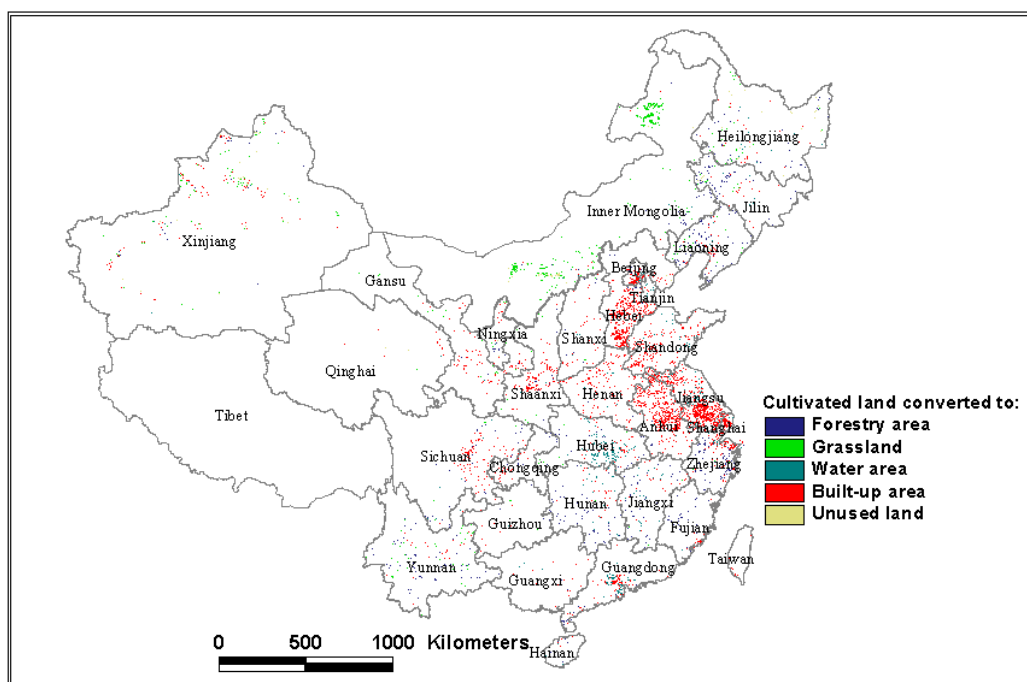 Heilongjiang
Jilin
Inner Mongolia
Liaoning
Xinjiang
Beijing
Gansu
Tianjin
Hebei
Ningxia
Shanxi
Shandong
Qinghai
Shaanxi
Henan
Jiangsu
Tibet
Anhui
Shanghai
Hubei
Sichuan
Chongqing
Zhejiang
Hunan
Jiangxi
Guizhou
Fujian
Yunnan
Guangdong
Taiwan
Guangxi
Hainan
Cultivated land converted to:
Forestry area
Grassland
Water area
Built-up area
Unused land
0 500 1000 Kilometers